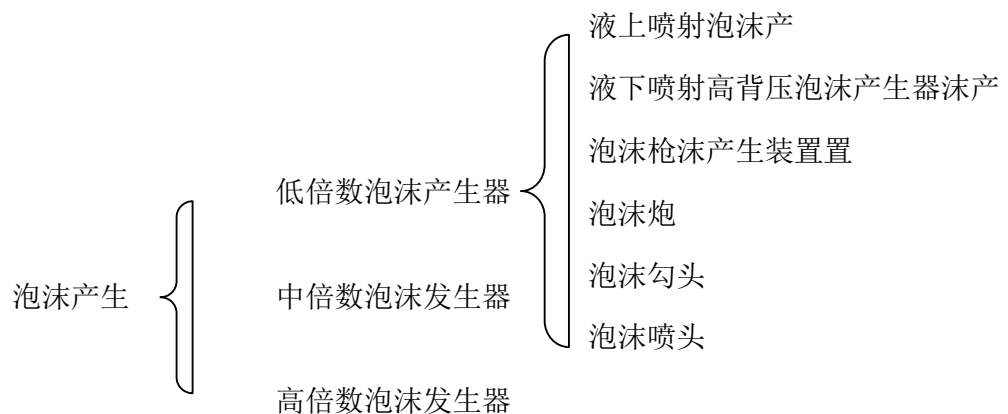 液上喷射泡沫产
液下喷射高背压泡沫产生器沫产
泡沫枪沫产生装置置
低倍数泡沫产生器
泡沫炮
泡沫勾头
泡沫产生
中倍数泡沫发生器
泡沫喷头
高倍数泡沫发生器